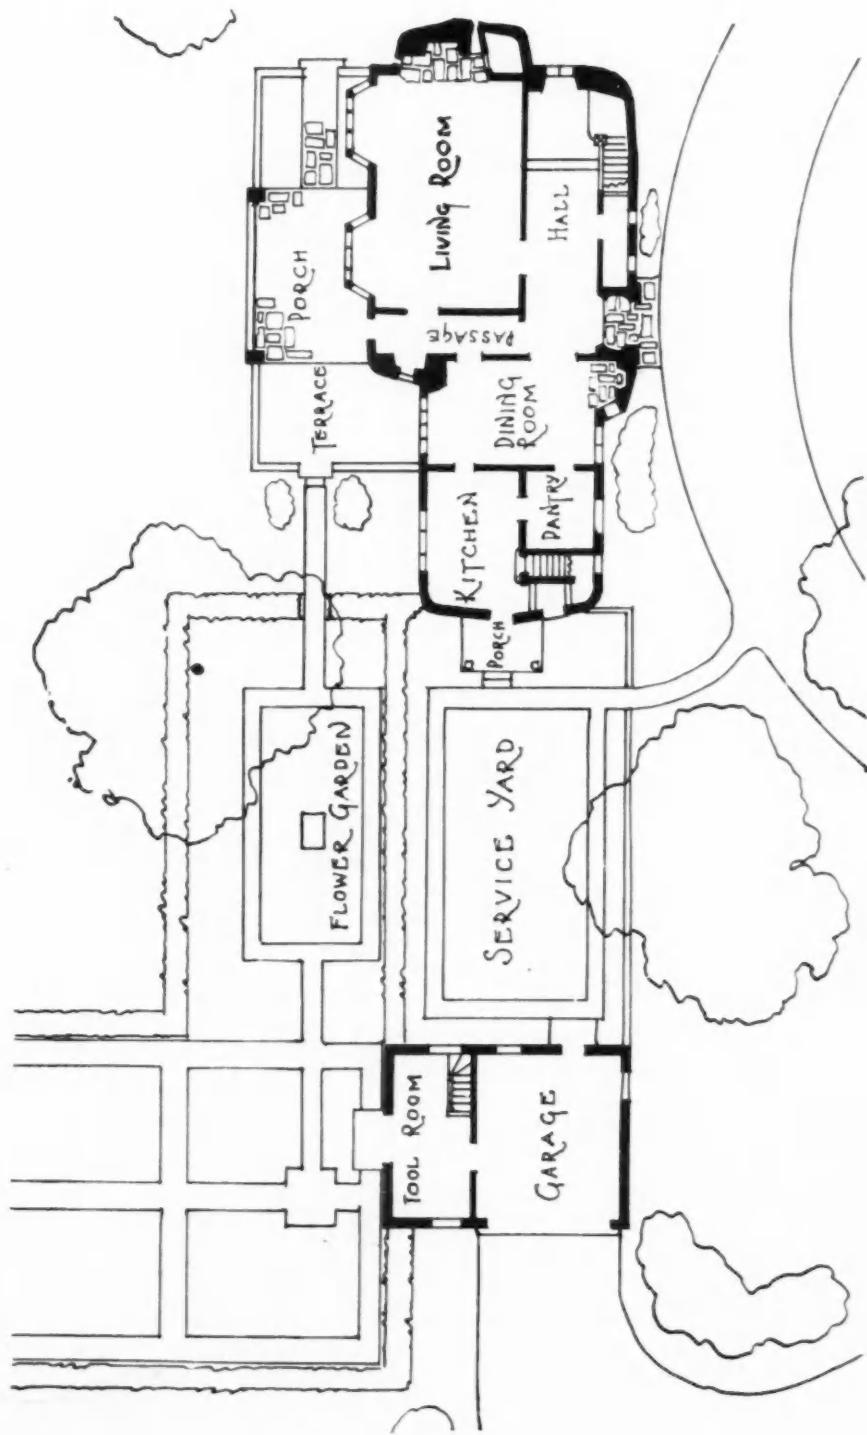 PORCH
TERRACE
FLOWER GARDEN
TOOL ROOM
LIVING ROOM
PASSAGE
KITCHEN
PORCH
DINING
ROOM
SERVICE YARD
HALL
PANTRY
GARAGE